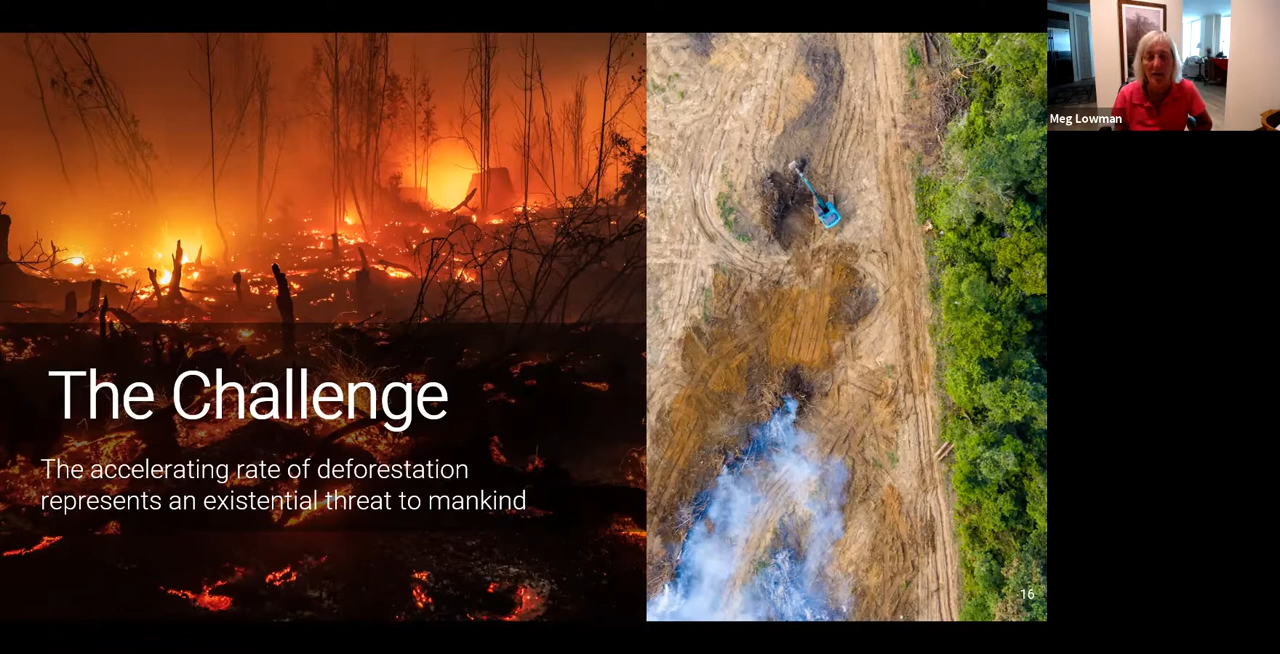 The Challenge
The accelerating rate of deforestation
represents an existential threat to mankind
16
Meg Lowman